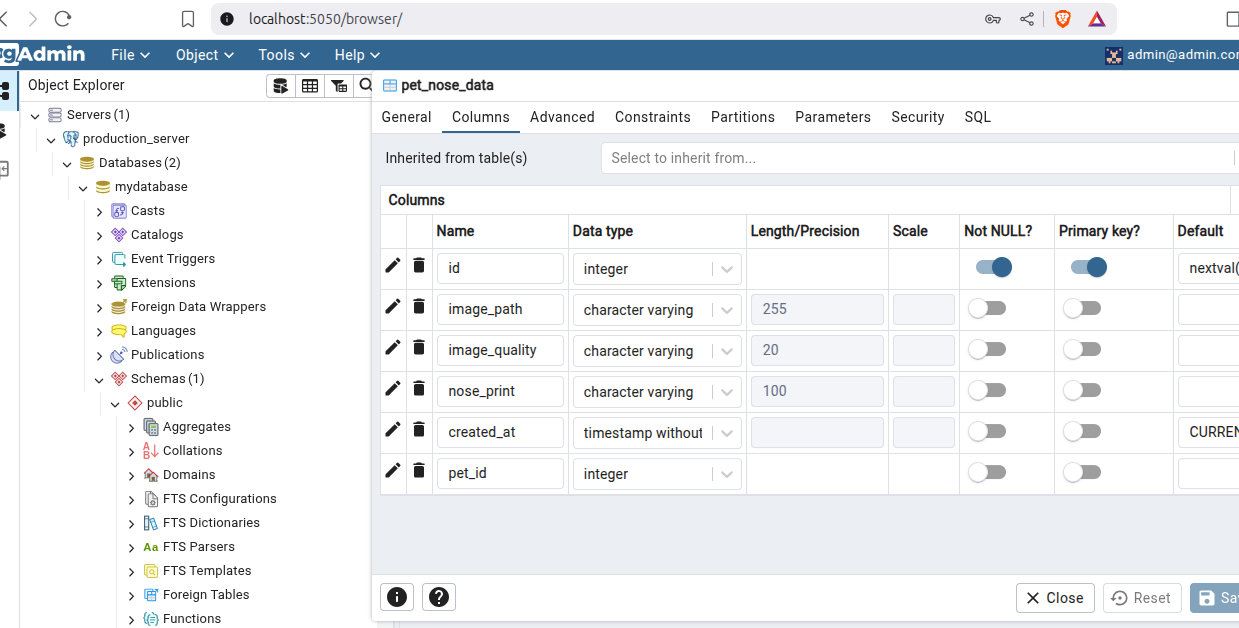 localhost:5050/browser/
gAdmin File Object Tools Help admin@admin.co
Object Explorer
pet_nose_data
General Columns Advanced Constraints Partitions Parameters Security SQL
Inherited from table(s) Select to inherit from...
Columns
Name Data type Length/Precision Scale Not NULL? Primary key? Default
id integer nextval(
image_path character varying 255
image_quality character varying 20
nose_print character varying 100
created_at timestamp without CURREN
pet_id integer
Servers (1)
production_server
Databases (2)
mydatabase
Casts
Catalogs
Event Triggers
Extensions
Foreign Data Wrappers
Languages
Publications
Schemas (1)
public
Aggregates
Collations
Domains
FTS Configurations
FTS Dictionaries
Aa FTS Parsers
FTS Templates
Foreign Tables
Functions
Close Reset Sav